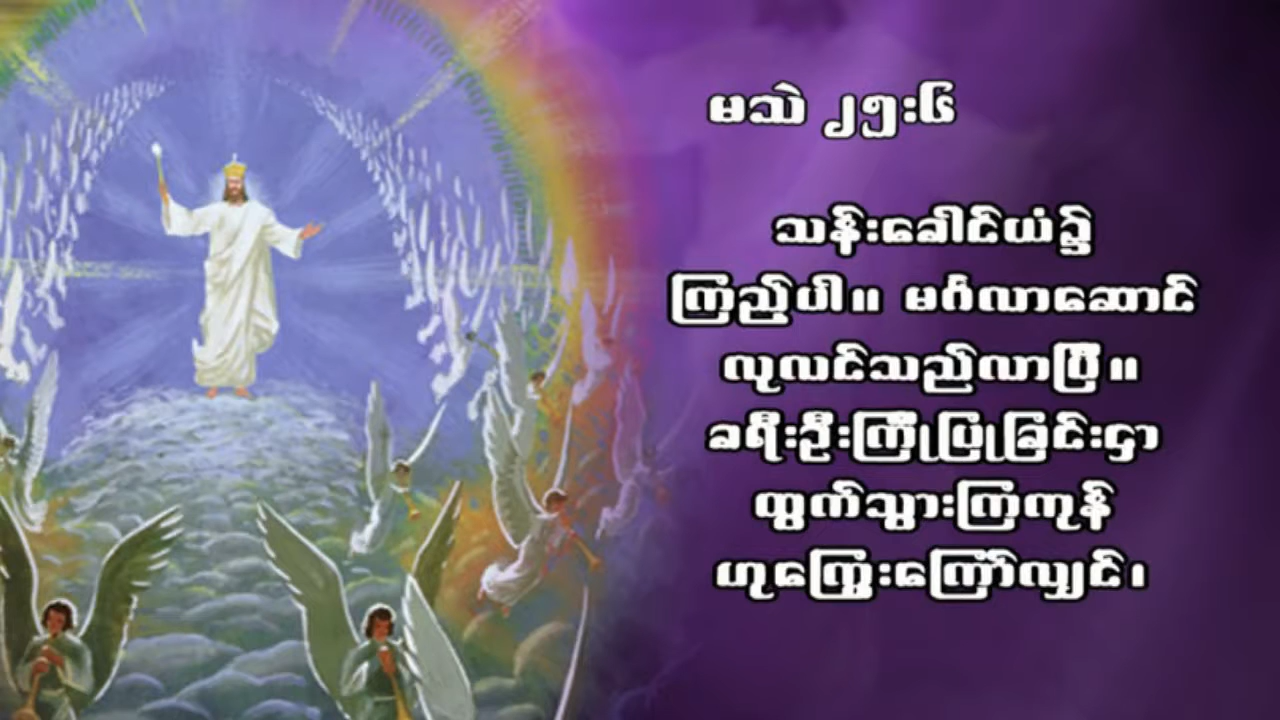 မသဲ ၂၅:၆
သန်းခေါင်ယံ၌
ကြည့်ပါ။ မင်္ဂလာဆောင်
လုလင်သည်လာပြီ။
ခရီးဦးကြိုပြုခြင်းငှာ
ထွက်သွားကြကုန်
ဟုကြွေးကြော်လျှင်၊